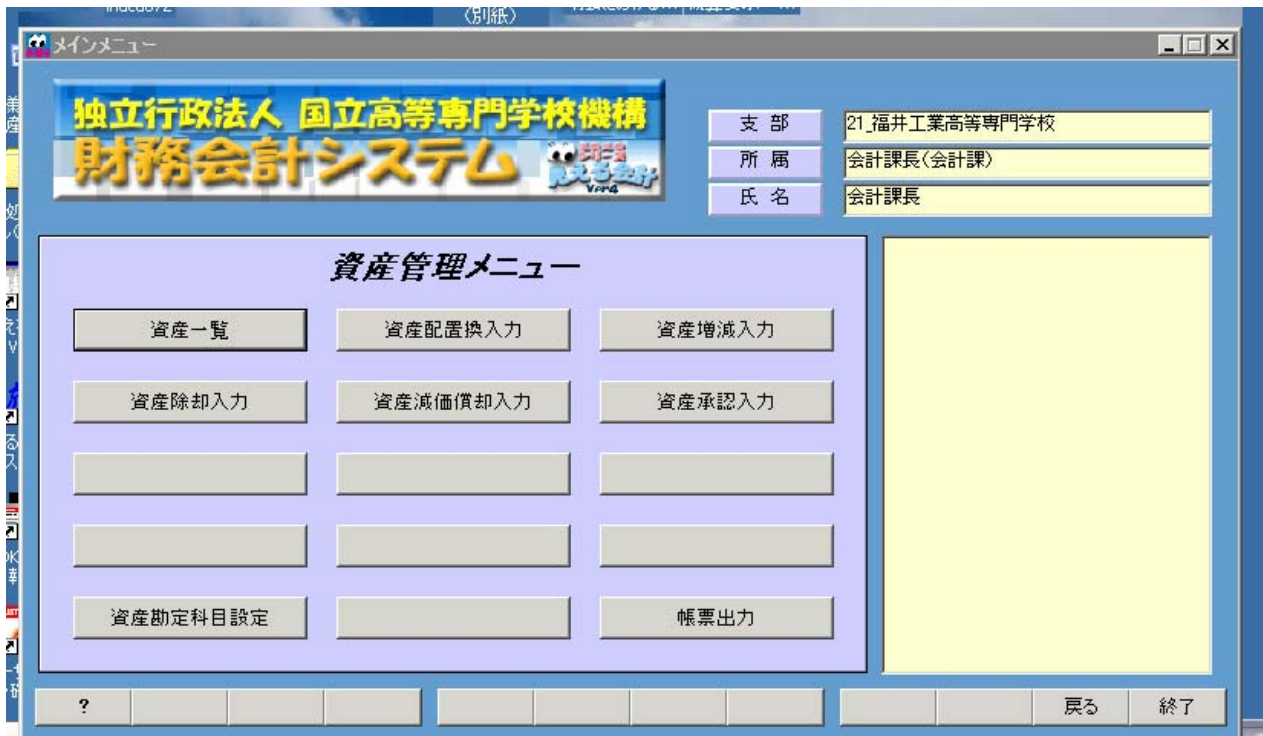 (別紙)
メインメニュー
独立行政法人 国立高等専門学校機構
財務会計システム
見える会計
Ver4
支 部
21_福井工業高等専門学校
所 属
会計課長(会計課)
氏 名
会計課長
資産管理メニュー
資産一覧
資産配置換入力
資産増減入力
資産除却入力
資産減価償却入力
資産承認入力
資産勘定科目設定
帳票出力
?
戻る
終了